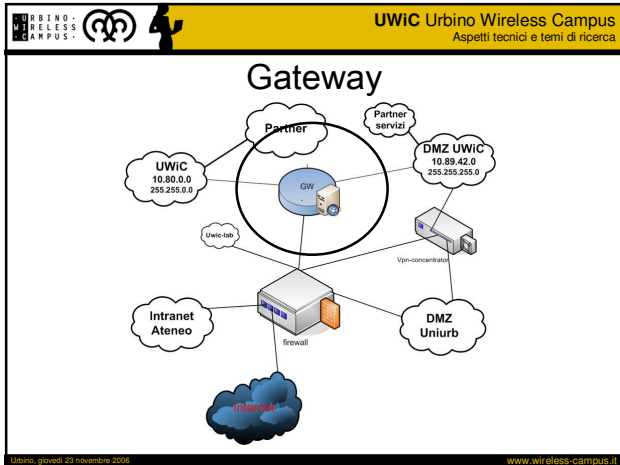 ·URBINO·
WIRELESS
·CAMPUS·
UWiC Urbino Wireless Campus
Aspetti tecnici e temi di ricerca
Gateway
Partner
Partner
servizi
UWiC
10.80.0.0
255.255.0.0
GW
DMZ UWiC
10.89.42.0
255.255.255.0
Uwic-lab
Vpn-concentrator
Intranet
Ateneo
firewall
DMZ
Uniurb
Internet
Urbino, giovedì 23 novembre 2006
www.wireless-campus.it